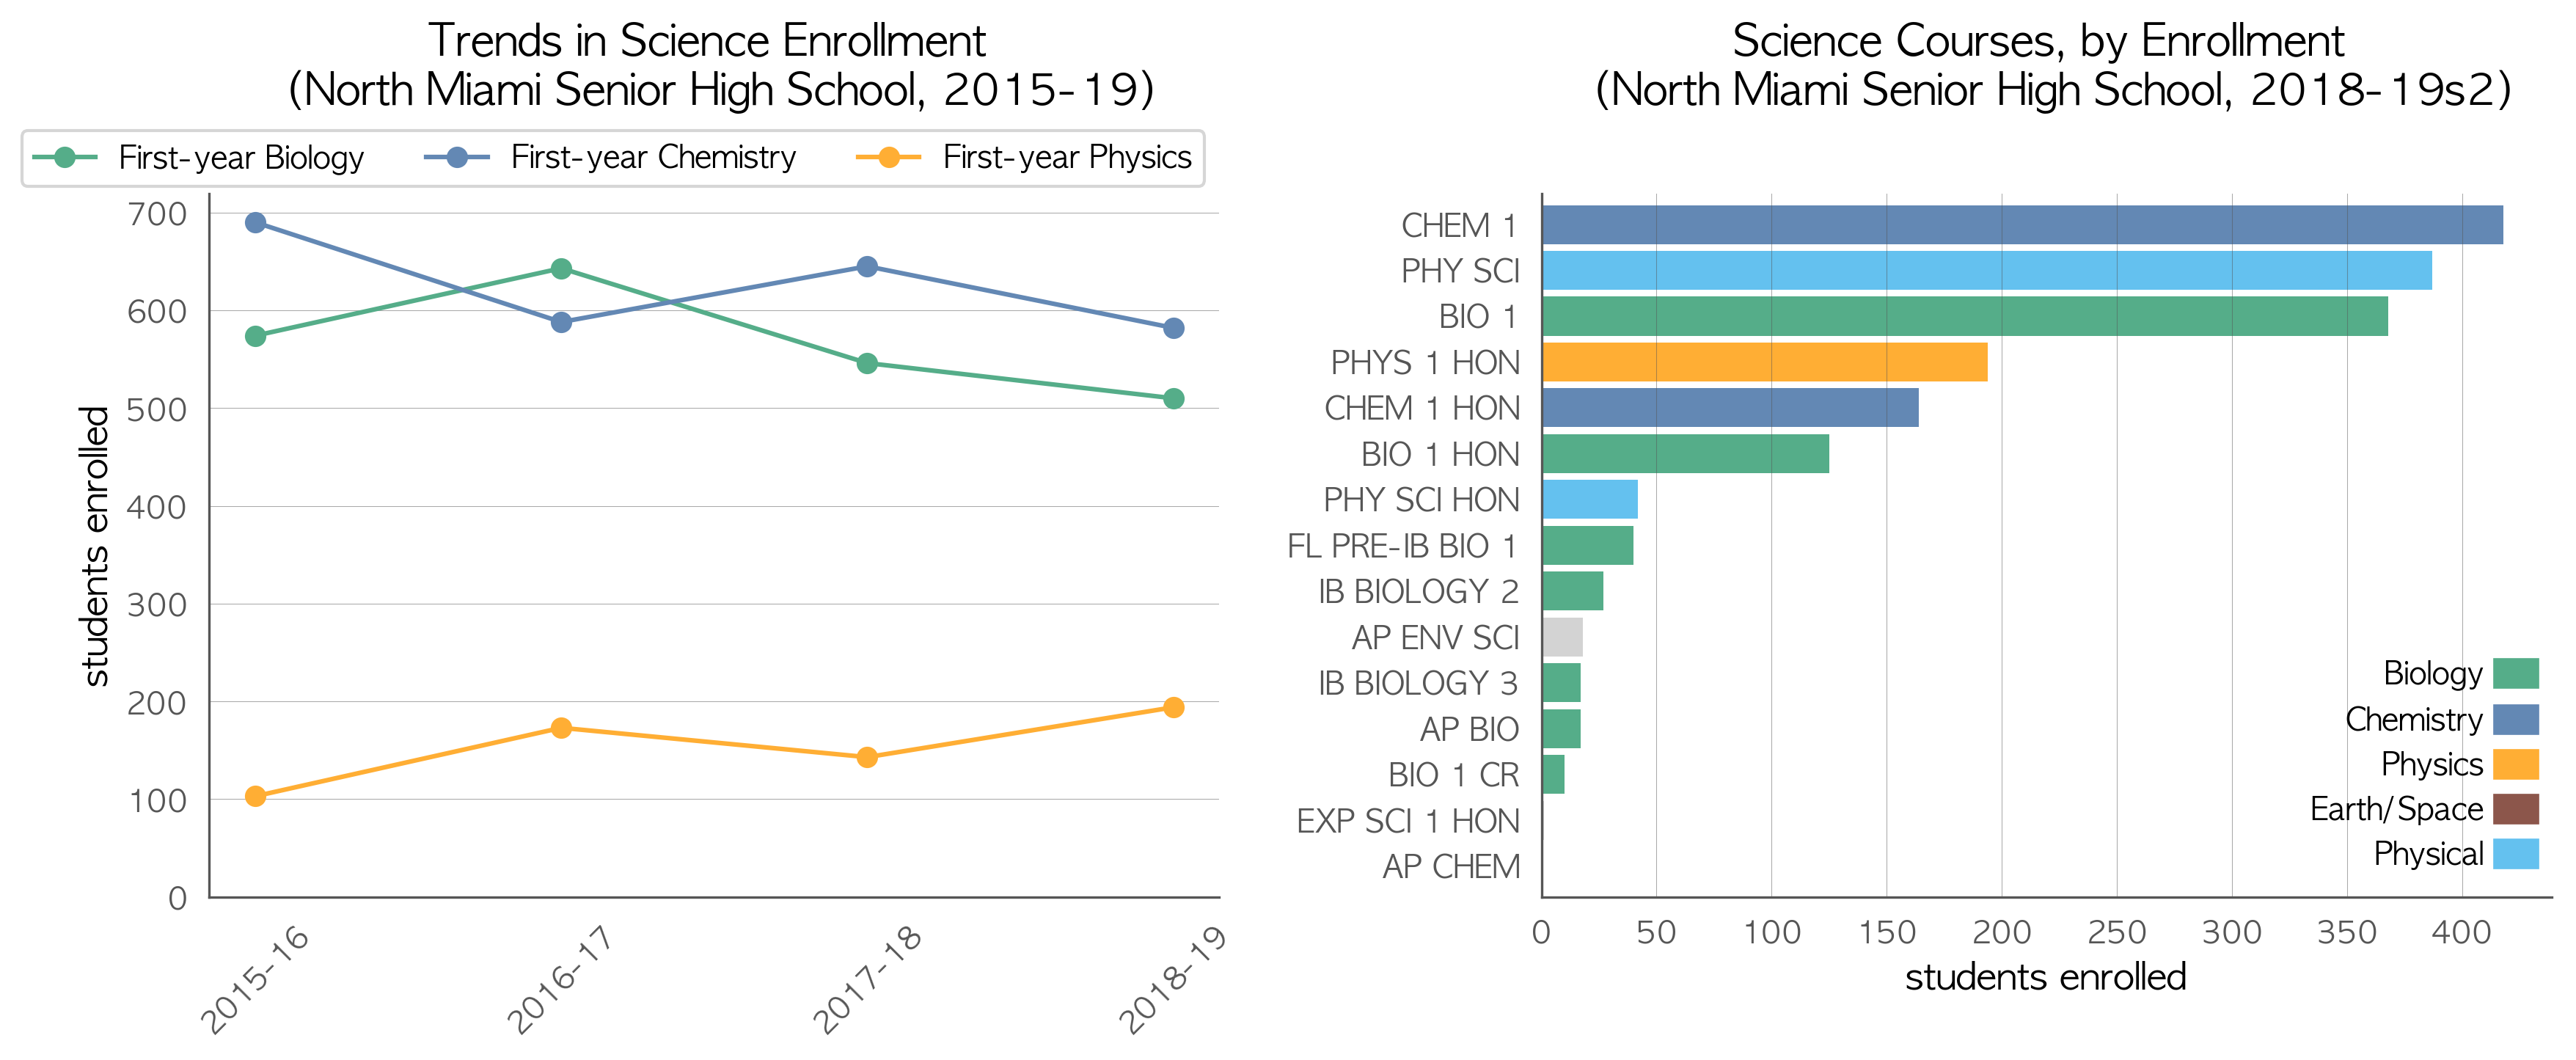 Trends in Science Enrollment
(North Miami Senior High School, 2015-19)
First-year Biology
First-year Chemistry
First-year Physics
700
600
500
400
300
200
100
0
students enrolled
2015-16
2016-17
2017-18
2018-19
Science Courses, by Enrollment
(North Miami Senior High School, 2018-19s2)
CHEM 1
PHY SCI
BIO 1
PHYS 1 HON
CHEM 1 HON
BIO 1 HON
PHY SCI HON
FL PRE-IB BIO 1
IB BIOLOGY 2
AP ENV SCI
IB BIOLOGY 3
AP BIO
BIO 1 CR
EXP SCI 1 HON
AP CHEM
Biology
Chemistry
Physics
Earth/Space
Physical
0 50 100 150 200 250 300 350 400
students enrolled